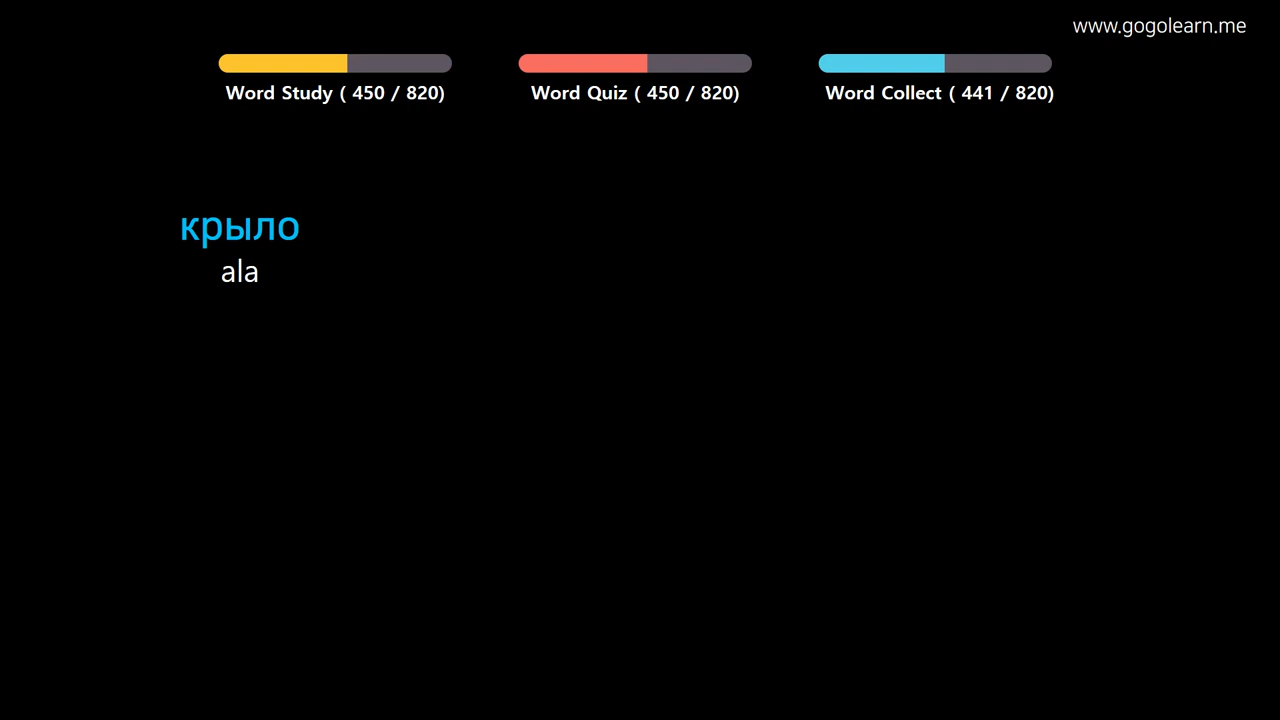 www.gogolearn.me
Word Study ( 450 / 820)
Word Quiz ( 450 / 820)
Word Collect ( 441 / 820)
крыло
ala